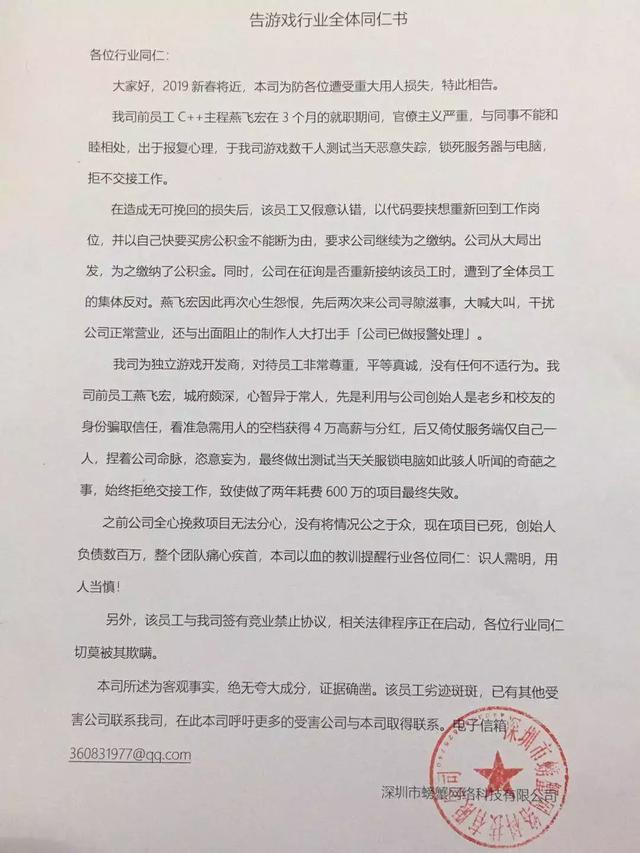 告游戏行业全体同仁书
各位行业同仁：
大家好，2019 新春将近，本司为防各位遭受重大用人损失，特此相告。
我司前员工 C++主程燕飞宏在 3 个月的就职期间，官僚主义严重，与同事不能和
睦相处，出于报复心理，于我司游戏数千人测试当天恶意失踪，锁死服务器与电脑，
拒不交接工作。
在造成无可挽回的损失后，该员工又假意认错，以代码要挟想重新回到工作岗
位，并以自己快要买房公积金不能断为由，要求公司继续为之缴纳。公司从大局出
发，为之缴纳了公积金。同时，公司在征询是否重新接纳该员工时，遭到了全体员工
的集体反对。燕飞宏因此再次心生怨恨，先后两次来公司寻隙滋事，大喊大叫，干扰
公司正常营业，还与出面阻止的制作人大打出手「公司已做报警处理」。
我司为独立游戏开发商，对待员工非常尊重，平等真诚，没有任何不适行为。我
司前员工燕飞宏，城府颇深，心智异于常人，先是利用与公司创始人是老乡和校友的
身份骗取信任，看准急需用人的空档获得 4 万高薪与分红，后又倚仗服务端仅自己一
人，捏着公司命脉，恣意妄为，最终做出测试当天关服锁电脑如此骇人听闻的奇葩之
事，始终拒绝交接工作，致使做了两年耗费 600 万的项目最终失败。
之前公司全心挽救项目无法分心，没有将情况公之于众，现在项目已死，创始人
负债数百万，整个团队痛心疾首，本司以血的教训提醒行业各位同仁：识人需明，用
人当慎！
另外，该员工与我司签有竞业禁止协议，相关法律程序正在启动，各位行业同仁
切莫被其欺瞒。
本司所述为客观事实，绝无夸大成分，证据确凿。该员工劣迹斑斑，已有其他受
害公司联系我司，在此本司呼吁更多的受害公司与本司取得联系。电子信箱
360831977@qq.com
深圳市螃蟹网络科技有限公司
深圳市螃蟹网络科技有限公司